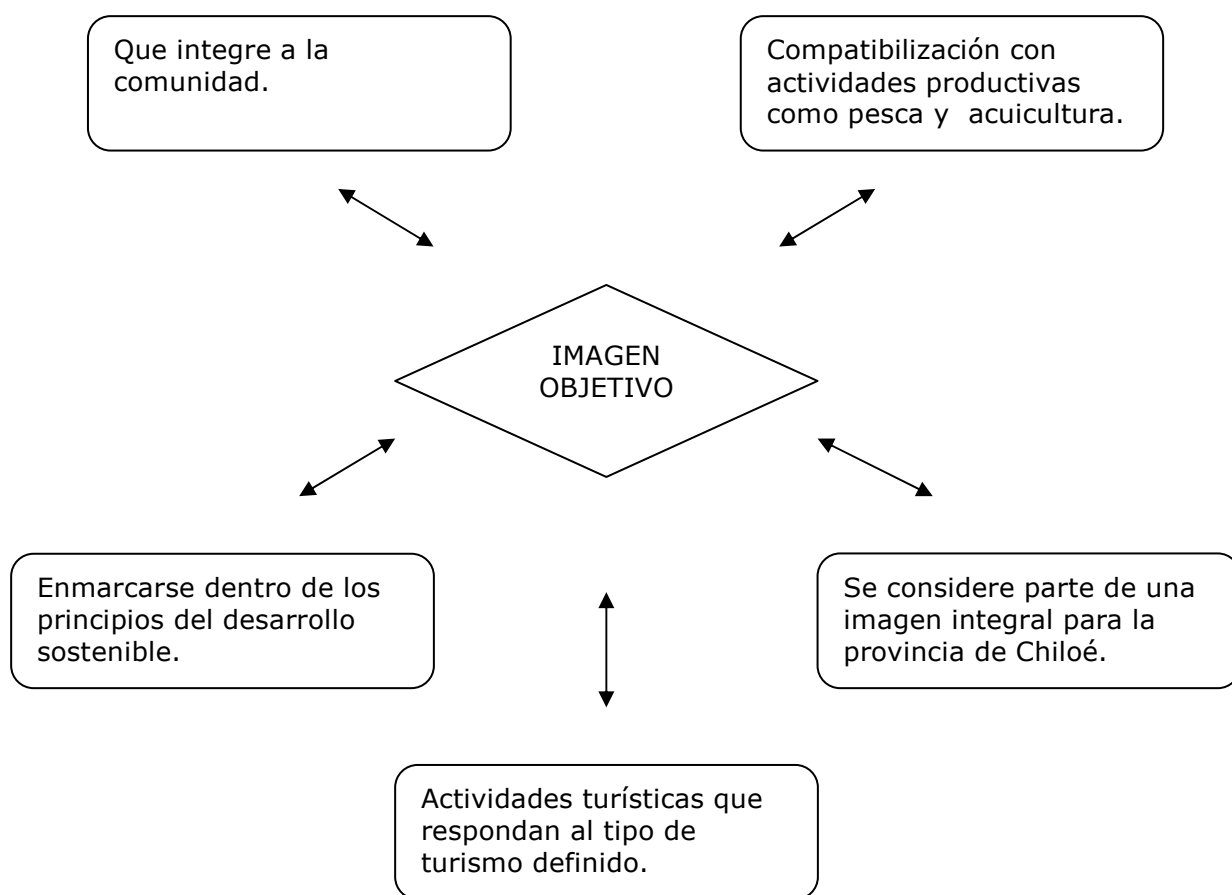 Que integre a la
comunidad.
Compatibilización con
actividades productivas
como pesca y  acuicultura.
IMAGEN
OBJETIVO
Enmarcarse dentro de los
principios del desarrollo
sostenible.
Se considere parte de una
imagen integral para la
provincia de Chiloé.
Actividades turísticas que
respondan al tipo de
turismo definido.